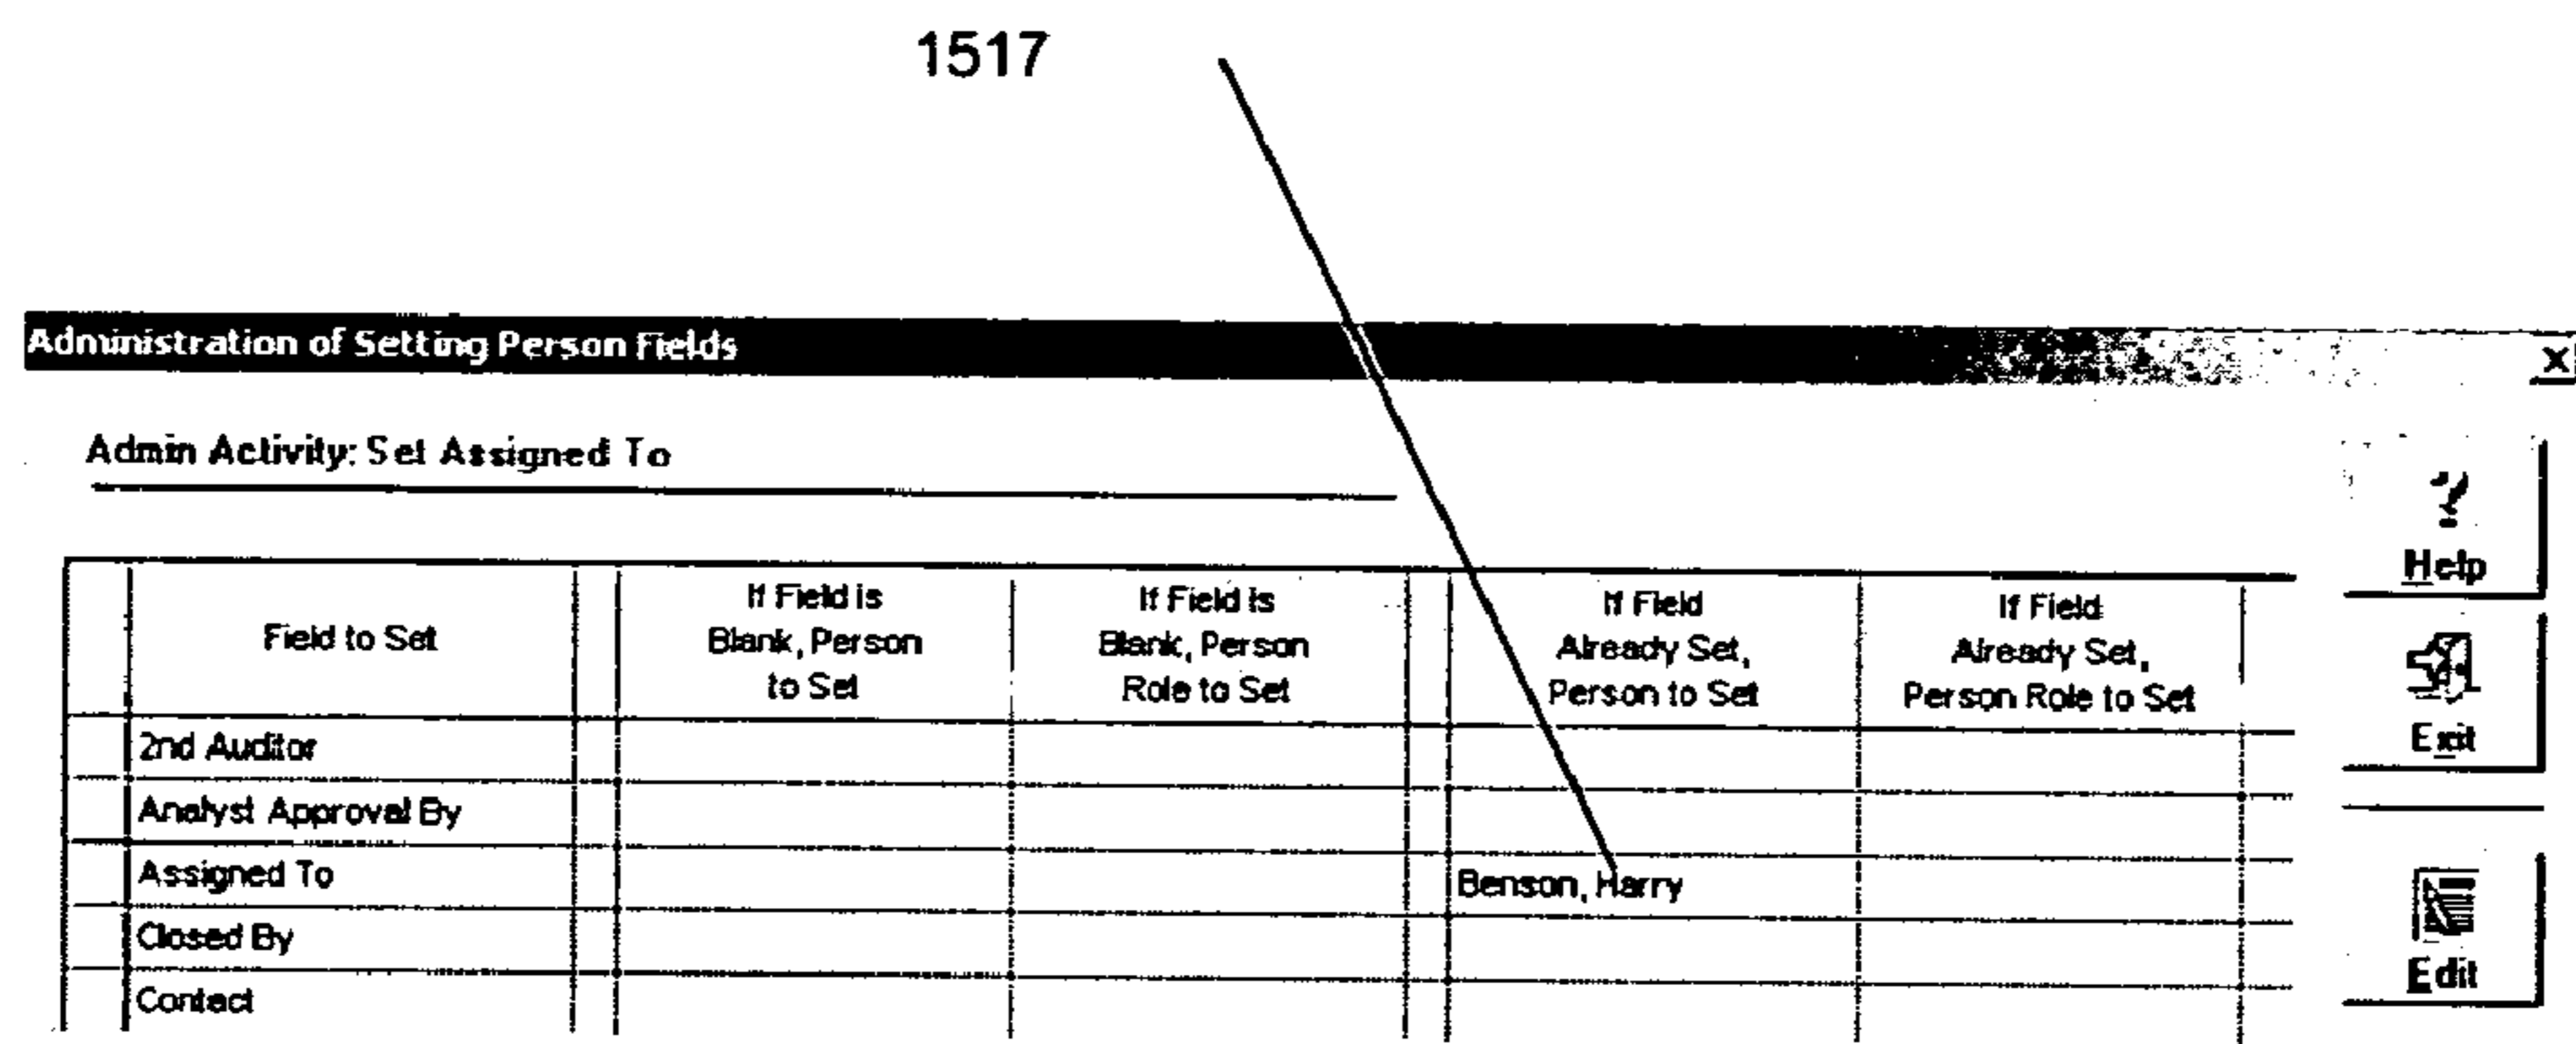 1517
Administration of Setting Person Fields
X
Admin Activity: Set Assigned To
?
Help
Exit
Edit
Field to Set
If Field is
Blank, Person
to Set
If Field is
Blank, Person
Role to Set
If Field
Already Set,
Person to Set
If Field
Already Set,
Person Role to Set
2nd Auditor
Analyst Approval By
Assigned To
Benson, Harry
Closed By
Contact